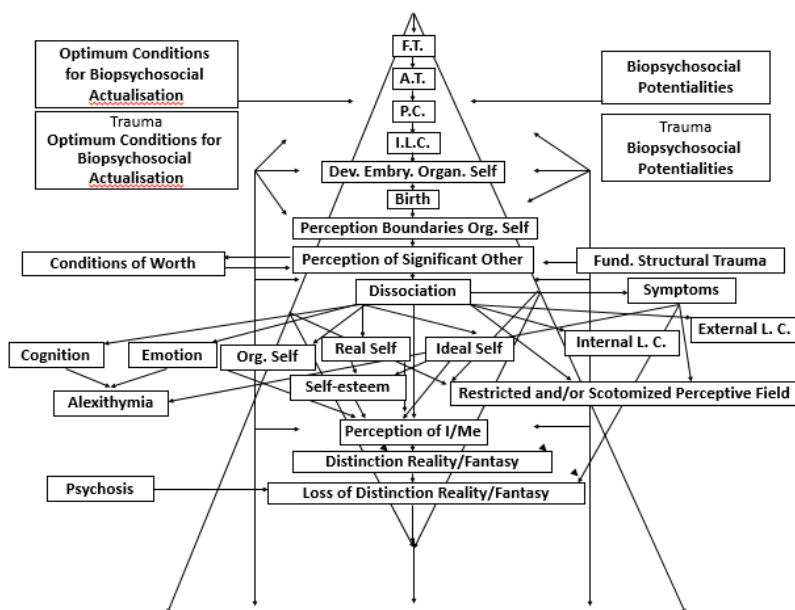 F.T.
Optimum Conditions
for Biopsychosocial
Actualisation
Biopsychosocial
Potentialities
A.T.
P.C.
Trauma
Optimum Conditions for
Biopsychosocial
Actualisation
Trauma
Biopsychosocial
Potentialities
I.L.C.
Dev. Embry. Organ. Self
Birth
Perception Boundaries Org. Self
Conditions of Worth
Perception of Significant Other
Fund. Structural Trauma
Dissociation
Symptoms
External L. C.
Cognition
Emotion
Org. Self
Real Self
Ideal Self
Internal L. C.
Self-esteem
Restricted and/or Scotomized Perceptive Field
Alexithymia
Perception of I/Me
Distinction Reality/Fantasy
Psychosis
Loss of Distinction Reality/Fantasy